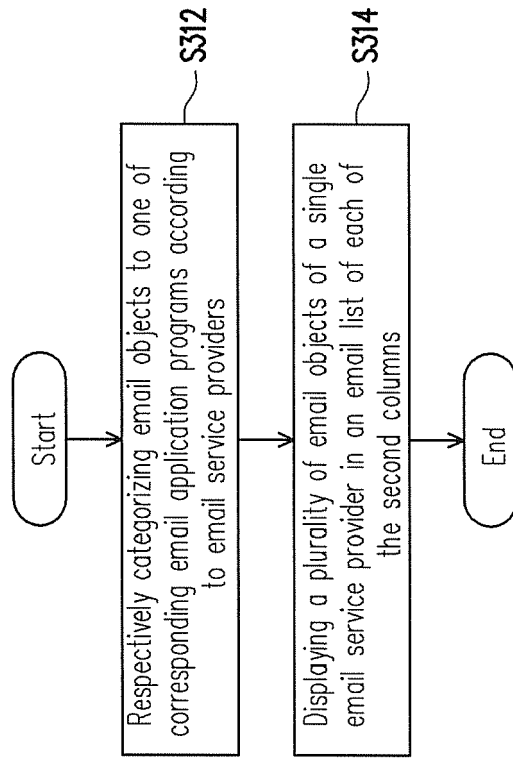 Start
Respectively categorizing email objects to one of
corresponding email application programs according
to email service providers
S312
Displaying a plurality of email objects of a single
email service provider in an email list of each of
the second columns
S314
End